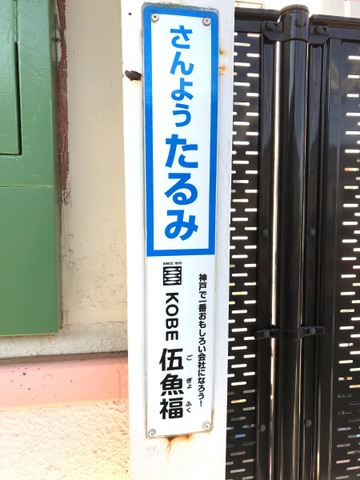 さんようたるみ
神戸で一番おもしろい会社になろう!
SINCE 1955
KOBE 伍魚福
ご ぎょ ふく